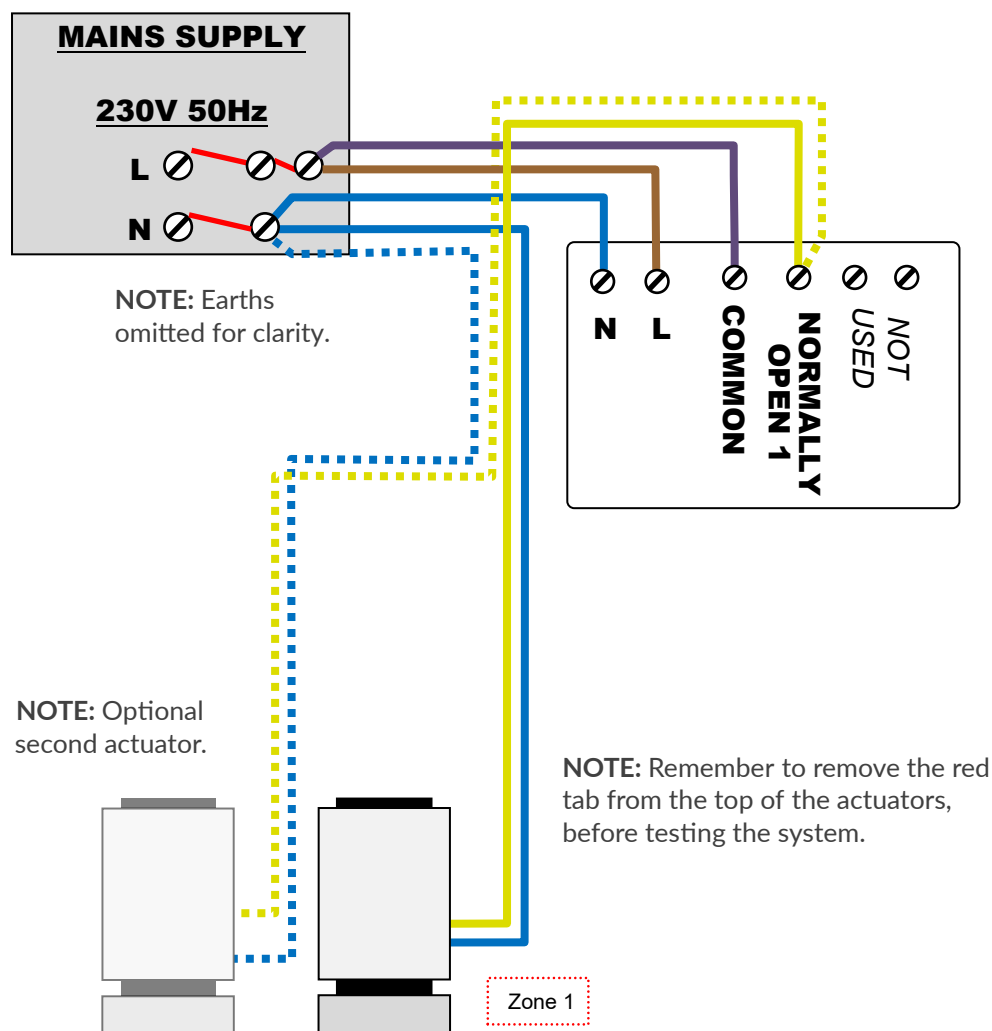 MAINS SUPPLY
230V 50Hz
L
N
NOTE: Earths
omitted for clarity.
N
L
COMMON
NORMALLY
OPEN 1
NOT
USED
NOTE: Optional
second actuator.
NOTE: Remember to remove the red
tab from the top of the actuators,
before testing the system.
Zone 1